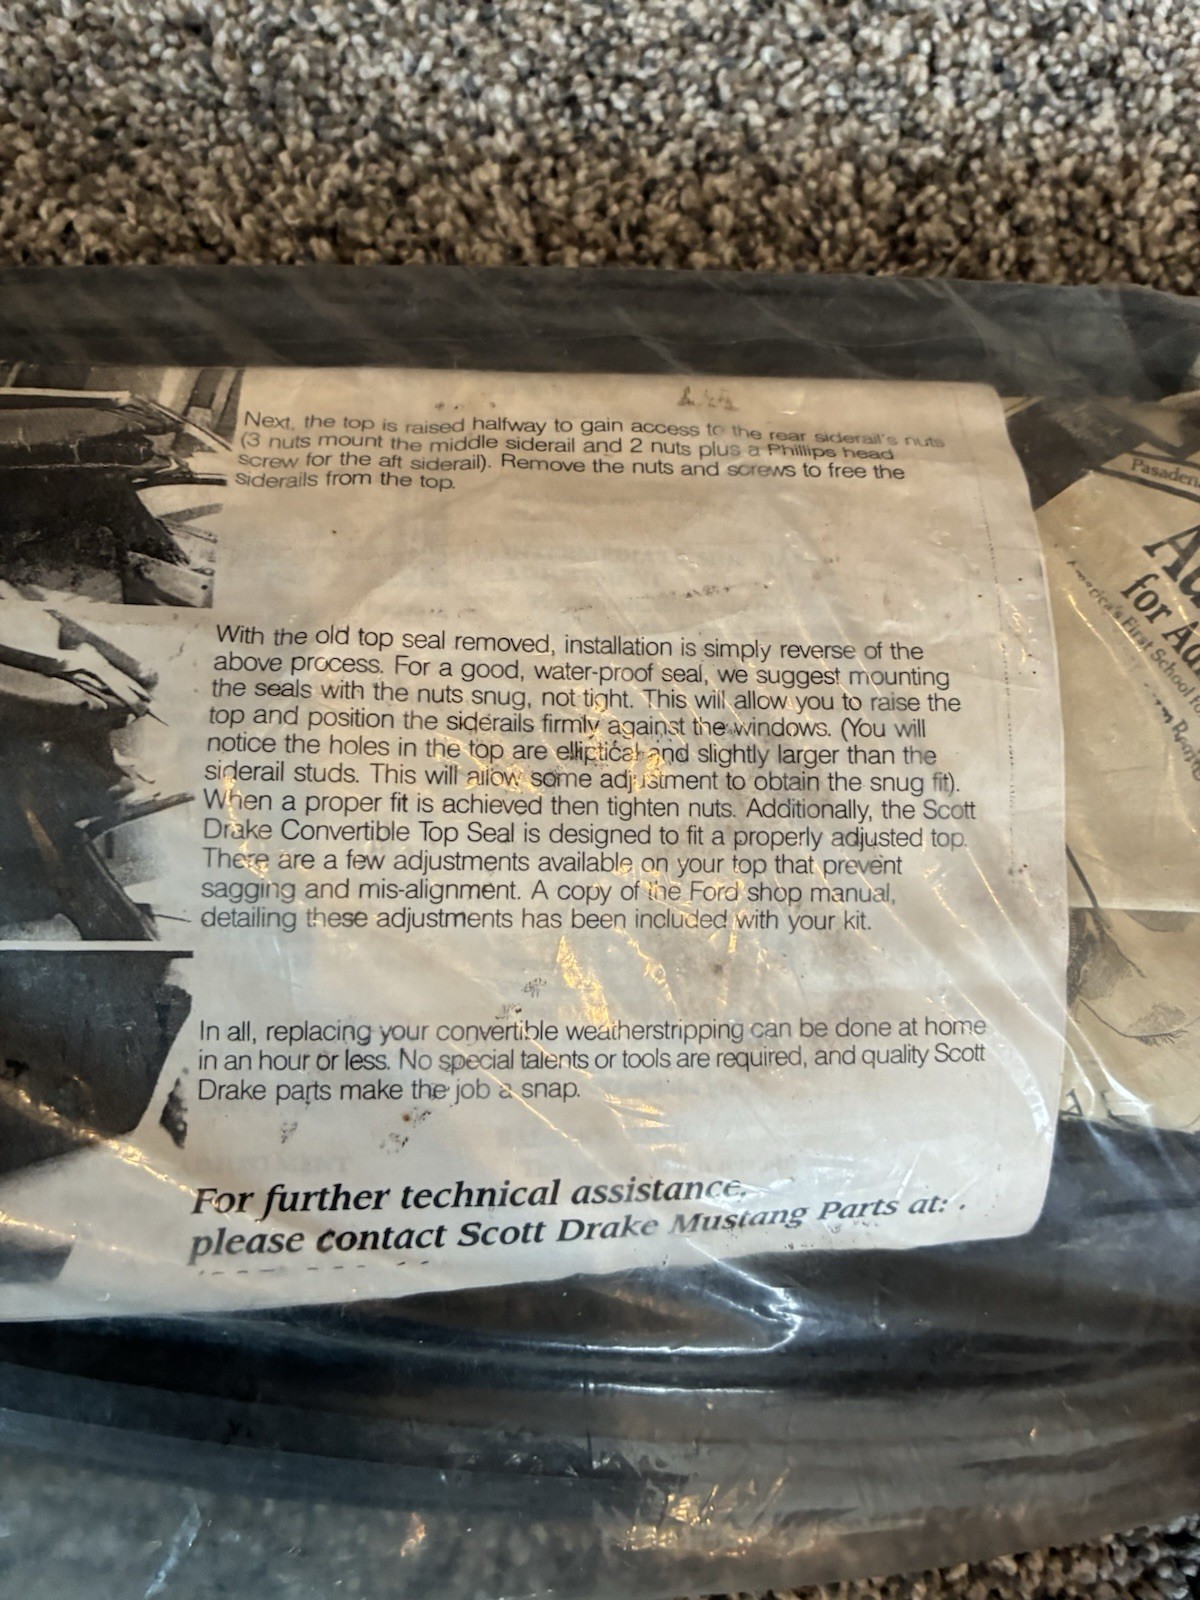 Next, the top is raised halfway to gain access to the rear siderail's nuts
(3 nuts mount the middle siderail and 2 nuts plus a Phillips head
screw for the aft siderail). Remove the nuts and screws to free the
siderails from the top.
With the old top seal removed, installation is simply reverse of the
above process. For a good, water-proof seal, we suggest mounting
the seals with the nuts snug, not tight. This will allow you to raise the
top and position the siderails firmly against the windows. (You will
notice the holes in the top are elliptical and slightly larger than the
siderail studs. This will allow some adjustment to obtain the snug fit).
When a proper fit is achieved then tighten nuts. Additionally, the Scott
Drake Convertible Top Seal is designed to fit a properly adjusted top.
There are a few adjustments available on your top that prevent
sagging and mis-alignment. A copy of the Ford shop manual,
detailing these adjustments has been included with your kit.
In all, replacing your convertible weatherstripping can be done at home
in an hour or less. No special talents or tools are required, and quality Scott
Drake parts make the job a snap.
For further technical assistance,
please contact Scott Drake Mustang Parts at:
Pasadena
for
America's First School